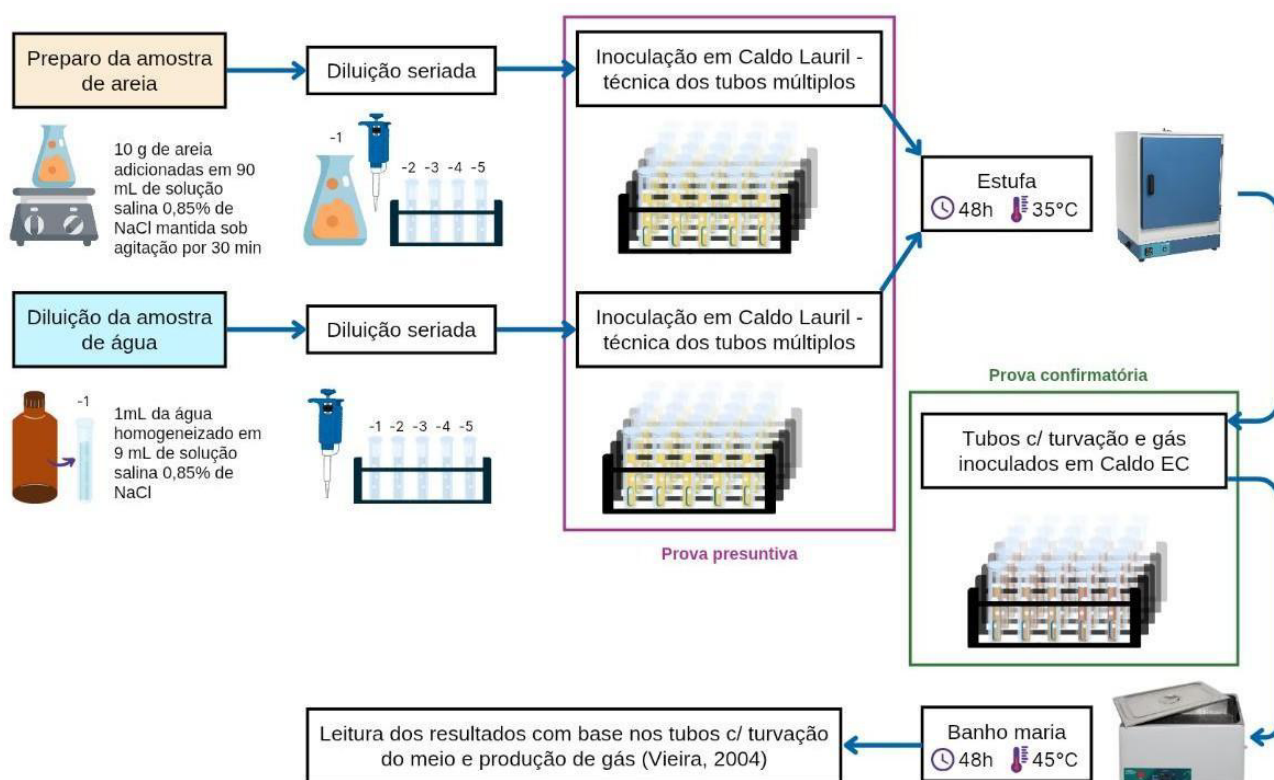 Preparo da amostra
de areia
Diluição seriada
Inoculação em Caldo Lauril -
técnica dos tubos múltiplos
10 g de areia
adicionadas em 90
mL de solução
salina 0,85% de
NaCl mantida sob
agitação por 30 min
-1
-2 -3 -4 -5
Estufa
48h 35°C
Diluição da amostra
de água
Diluição seriada
Inoculação em Caldo Lauril -
técnica dos tubos múltiplos
-1
1mL da água
homogeneizado em
9 mL de solução
salina 0,85% de
NaCl
-1 -2 -3 -4 -5
Prova presuntiva
Prova confirmatória
Tubos c/ turvação e gás
inoculados em Caldo EC
Banho maria
48h 45°C
Leitura dos resultados com base nos tubos c/ turvação
do meio e produção de gás (Vieira, 2004)